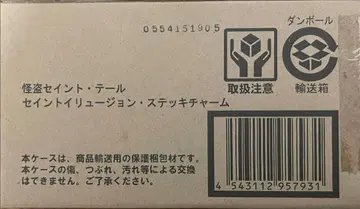 0554151905
ダンボール
取扱注意
輸送箱
怪盗セイント・テール
セイントイリュージョン・ステッキチャーム
本ケースは、商品輸送用の保護梱包材です。
本ケースの傷、つぶれ、汚れ等による交換
はできません。ご了承ください。
4 543112 957931